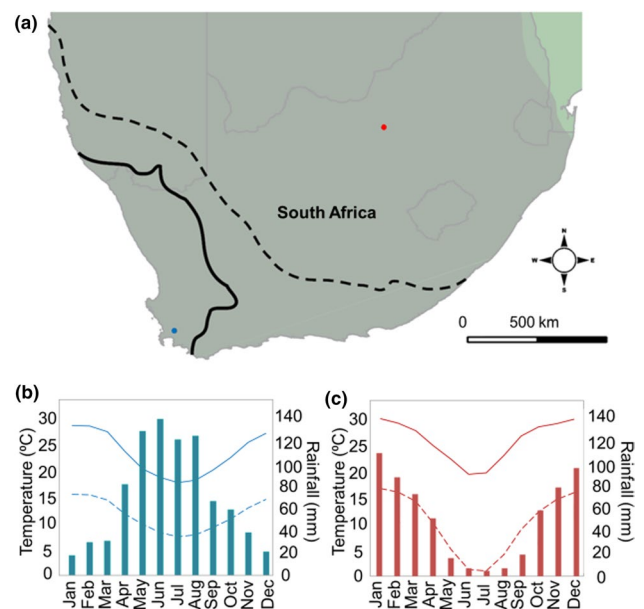 (a)
South Africa
N
W E
S
0 500 km
(b)
Temperature (ºC)
30
25
20
15
10
5
0
140
120
100
80
60
40
20
0
Rainfall (mm)
Jan
Feb
Mar
Apr
May
Jun
Jul
Aug
Sep
Oct
Nov
Dec
(c)
Temperature (ºC)
30
25
20
15
10
5
0
140
120
100
80
60
40
20
0
Rainfall (mm)
Jan
Feb
Mar
Apr
May
Jun
Jul
Aug
Sep
Oct
Nov
Dec